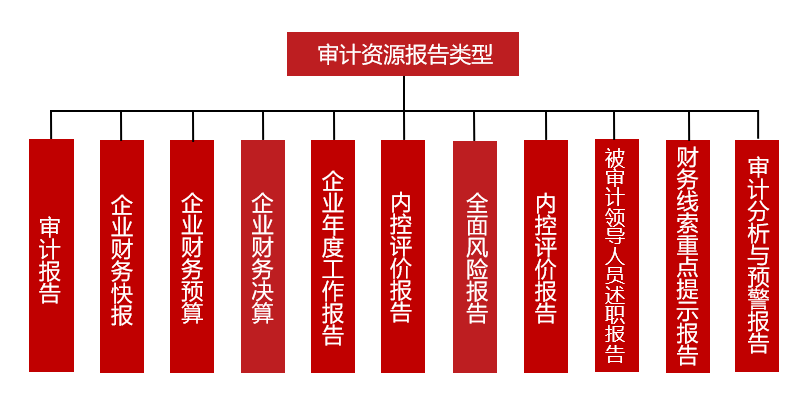 审计资源报告类型
审计报告
企业财务快报
企业财务预算
企业财务决算
企业年度工作报告
内控评价报告
全面风险报告
内控评价报告
被审计领导人员述职报告
财务线索重点提示报告
审计分析与预警报告